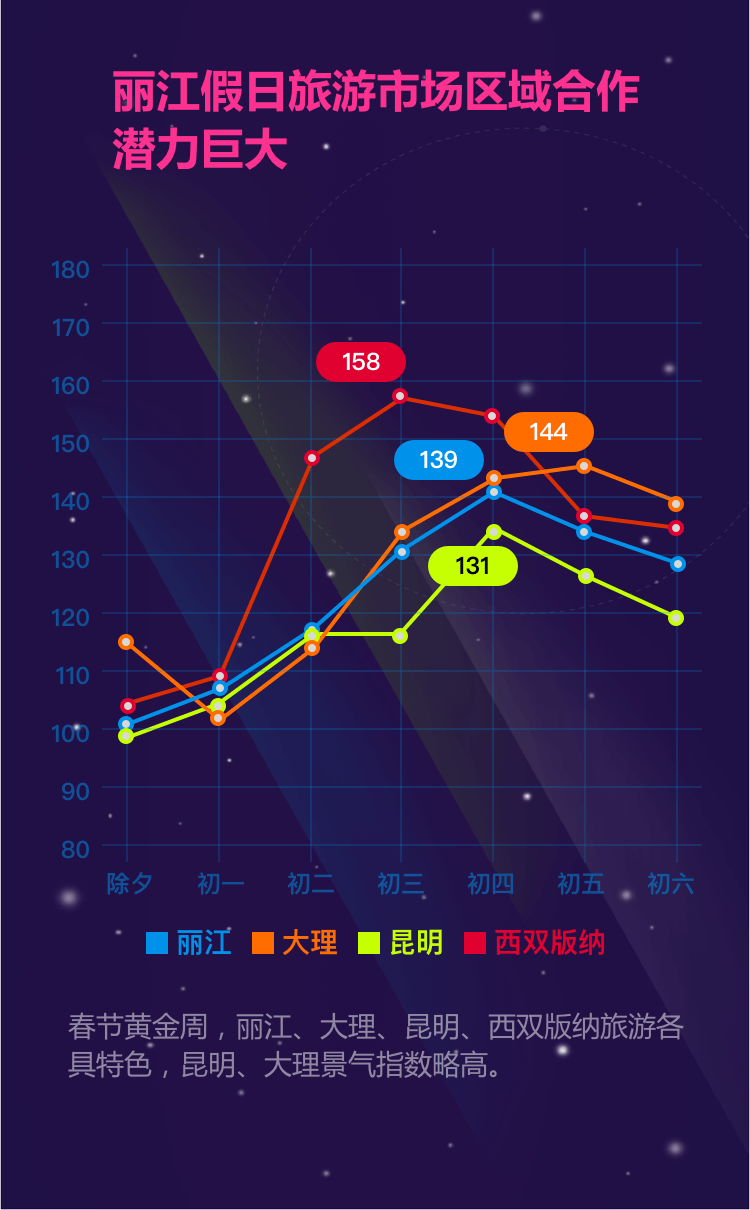 丽江假日旅游市场区域合作
潜力巨大
180
170
160
150
140
130
120
110
100
90
80
158
144
139
131
除夕 初一 初二 初三 初四 初五 初六
丽江 大理 昆明 西双版纳
春节黄金周，丽江、大理、昆明、西双版纳旅游各
具特色，昆明、大理景气指数略高。